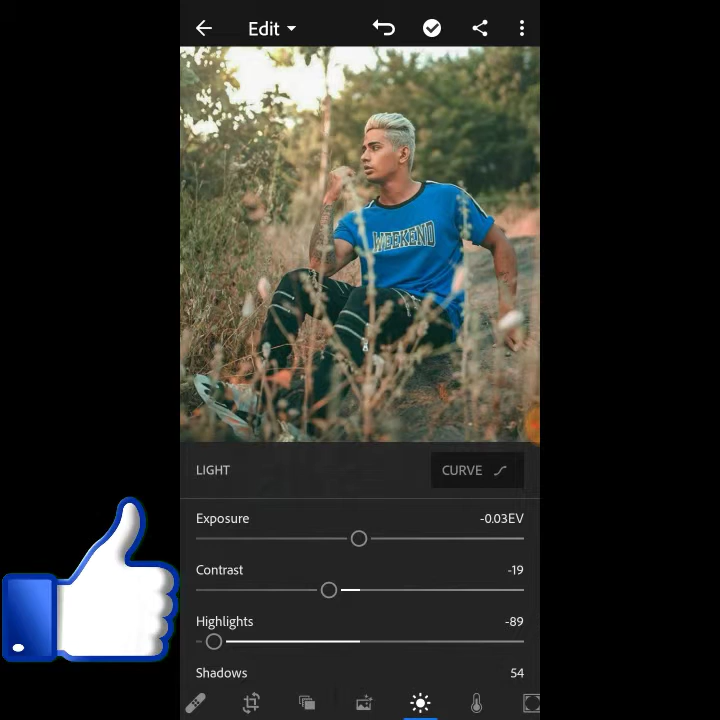 Edit
WEEKEND
LIGHT
CURVE
Exposure -0.03EV
Contrast -19
Highlights -89
Shadows 54